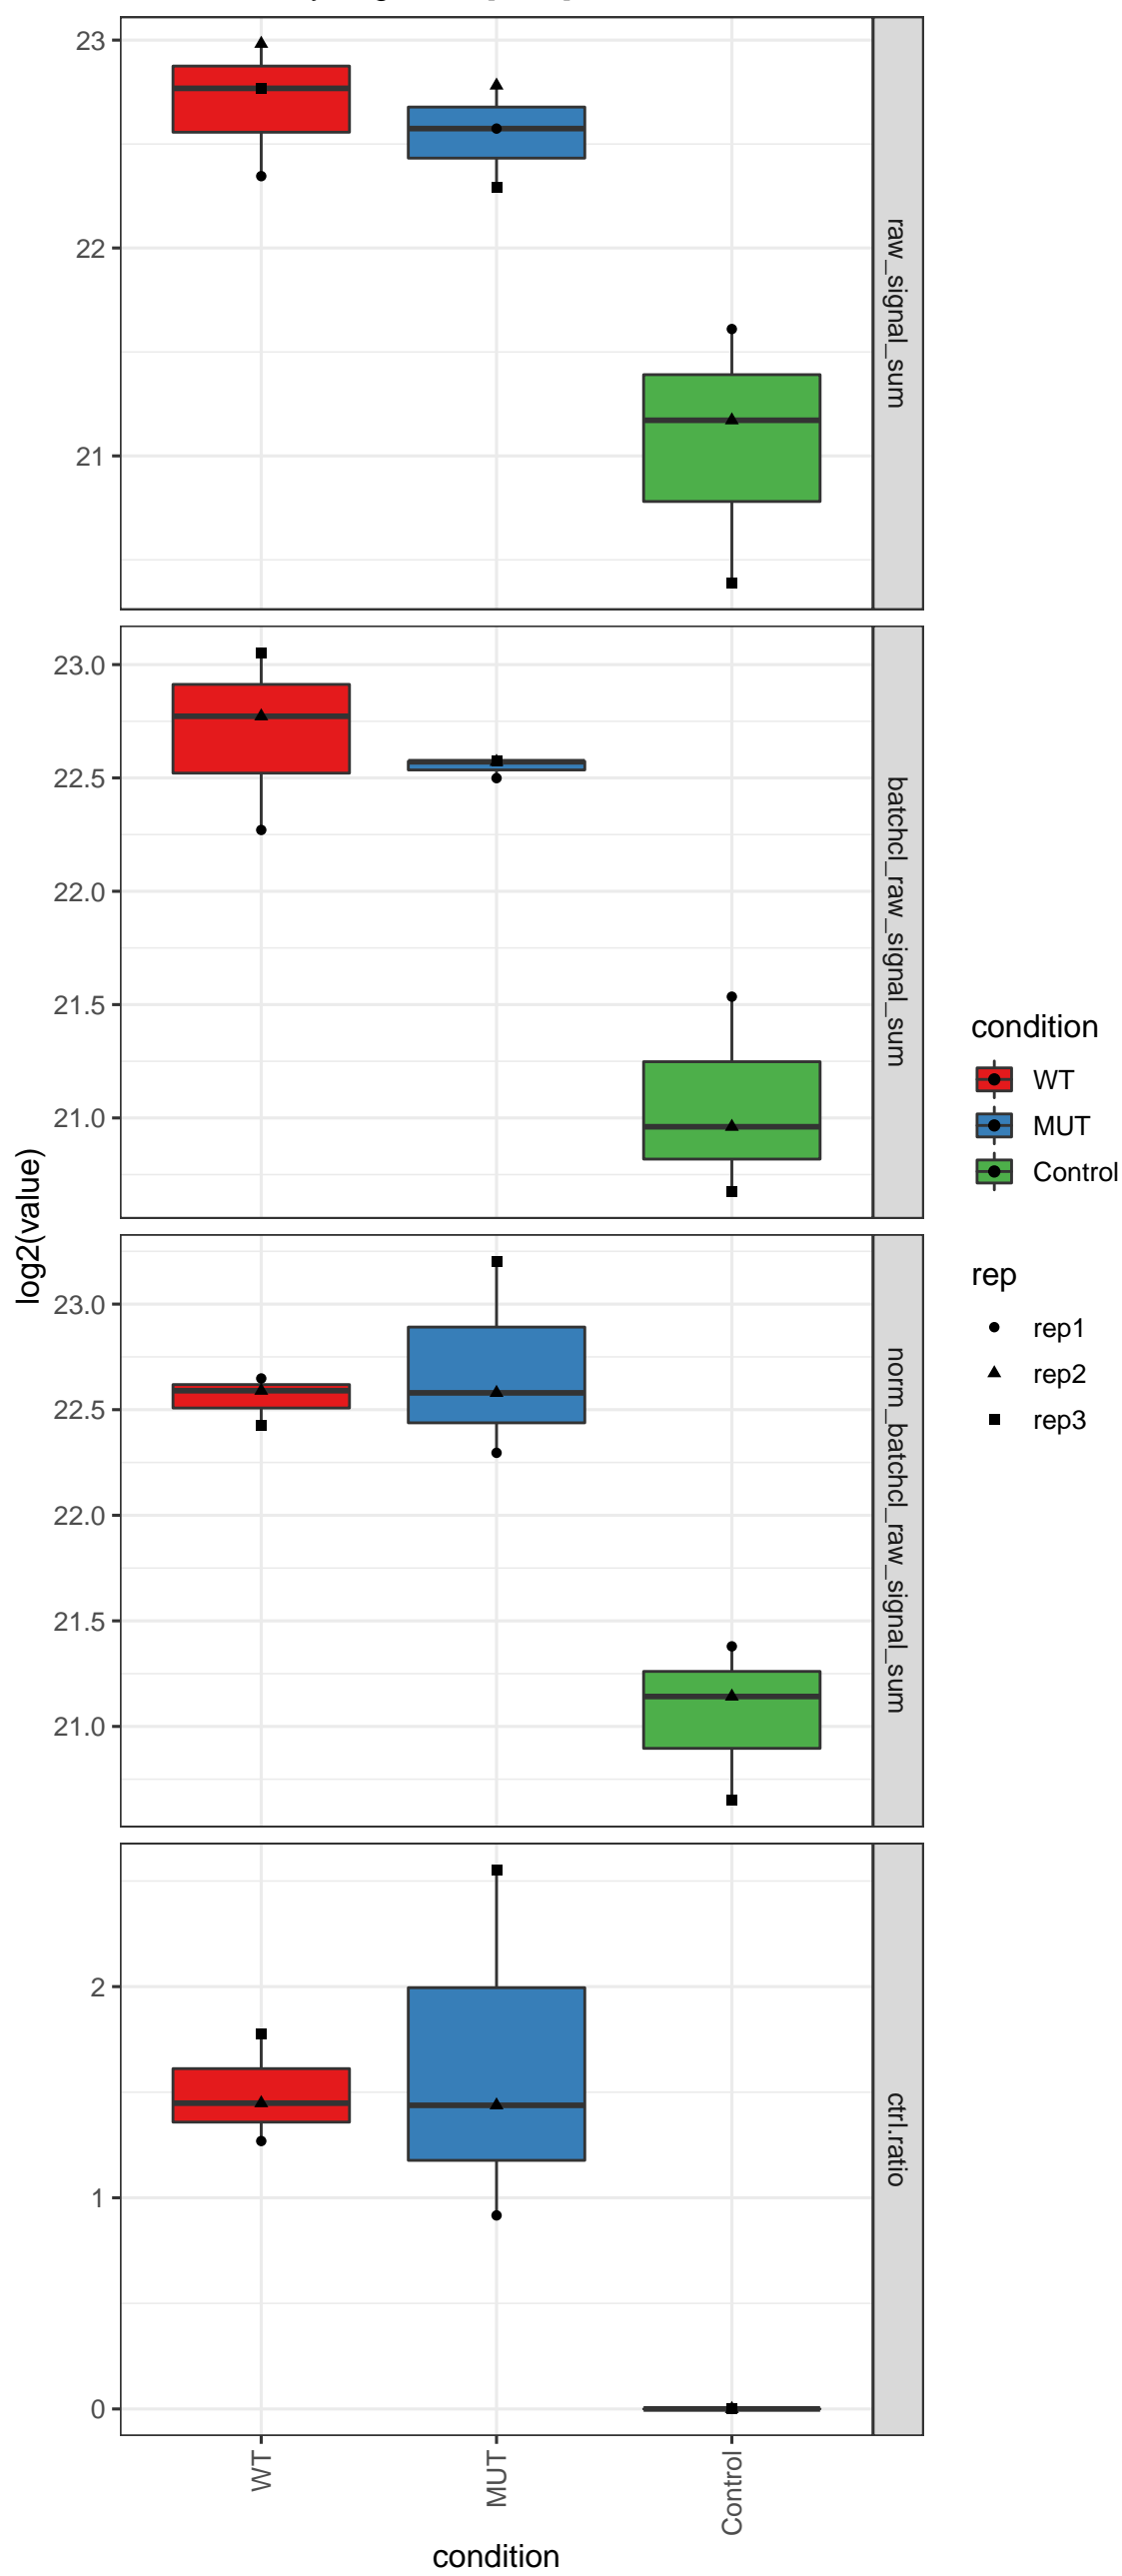 23
22
21
raw_signal_sum
23.0
22.5
22.0
21.5
21.0
batchcl_raw_signal_sum
23.0
22.5
22.0
21.5
21.0
norm_batchcl_raw_signal_sum
2
1
0
ctrl.ratio
log2(value)
WT
MUT
Control
condition
condition
WT
MUT
Control
rep
rep1
rep2
rep3